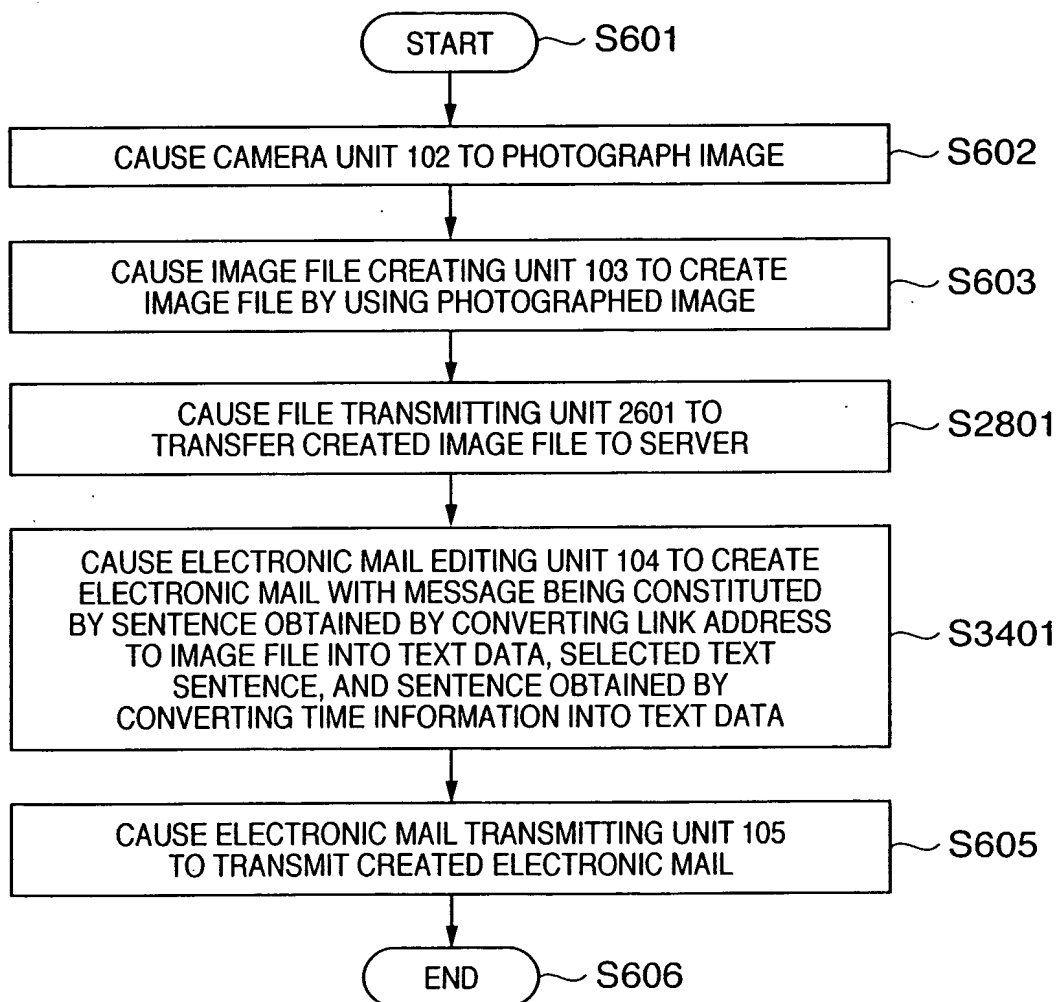 START
S601
CAUSE CAMERA UNIT 102 TO PHOTOGRAPH IMAGE
S602
CAUSE IMAGE FILE CREATING UNIT 103 TO CREATE
IMAGE FILE BY USING PHOTOGRAPHED IMAGE
S603
CAUSE FILE TRANSMITTING UNIT 2601 TO
TRANSFER CREATED IMAGE FILE TO SERVER
S2801
CAUSE ELECTRONIC MAIL EDITING UNIT 104 TO CREATE
ELECTRONIC MAIL WITH MESSAGE BEING CONSTITUTED
BY SENTENCE OBTAINED BY CONVERTING LINK ADDRESS
TO IMAGE FILE INTO TEXT DATA, SELECTED TEXT
SENTENCE, AND SENTENCE OBTAINED BY
CONVERTING TIME INFORMATION INTO TEXT DATA
S3401
CAUSE ELECTRONIC MAIL TRANSMITTING UNIT 105
TO TRANSMIT CREATED ELECTRONIC MAIL
S605
END
S606